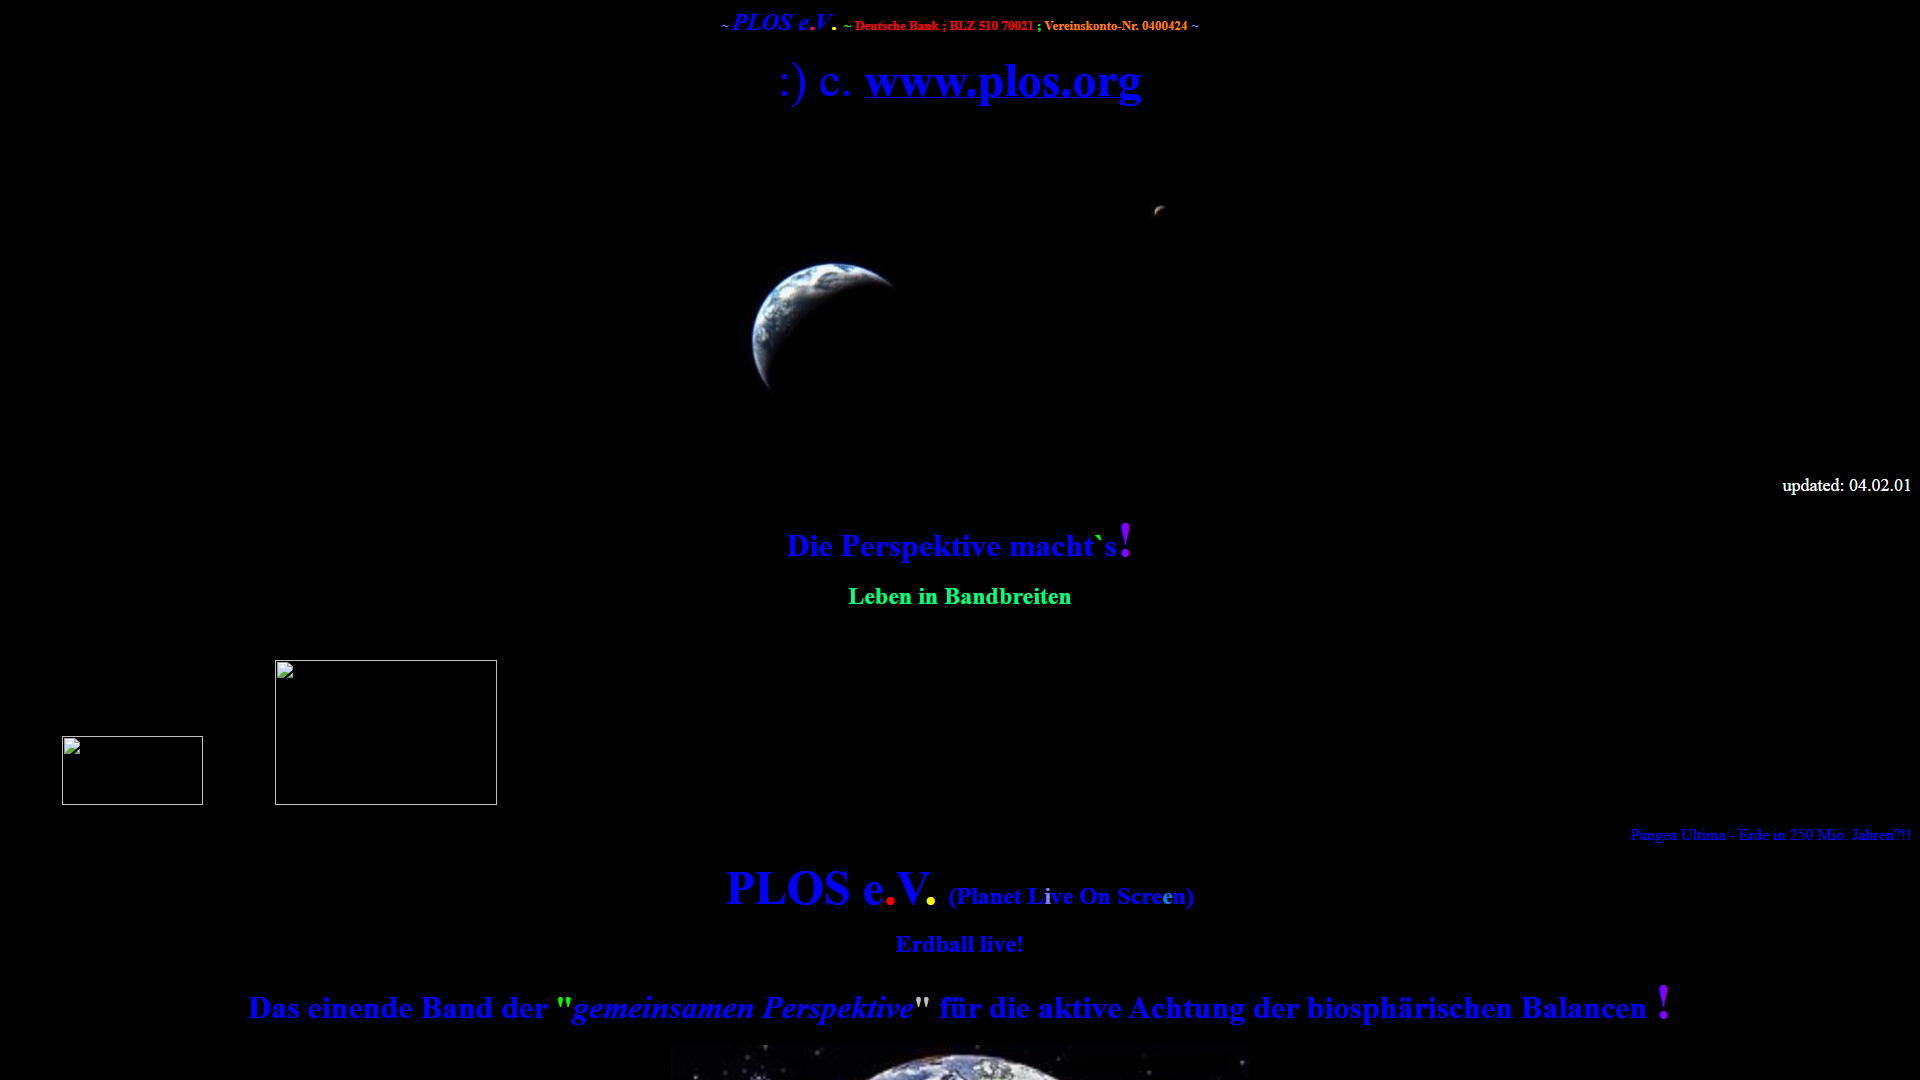 ~ PLOS e.V. ~ Deutsche Bank ; BLZ 510 70021 ; Vereinskonto-Nr. 0400424 ~
:) c. www.plos.org
updated: 04.02.01
Die Perspektive macht`s!
Leben in Bandbreiten
Pangea Ultima - Erde in 250 Mio. Jahren?!!
PLOS e.V. (Planet Live On Screen)
Erdball live!
Das einende Band der "gemeinsamen Perspektive" für die aktive Achtung der biosphärischen Balancen !